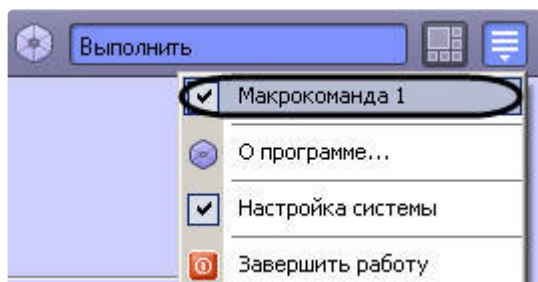 Выполнить
Макрокоманда 1
О программе...
Настройка системы
Завершить работу